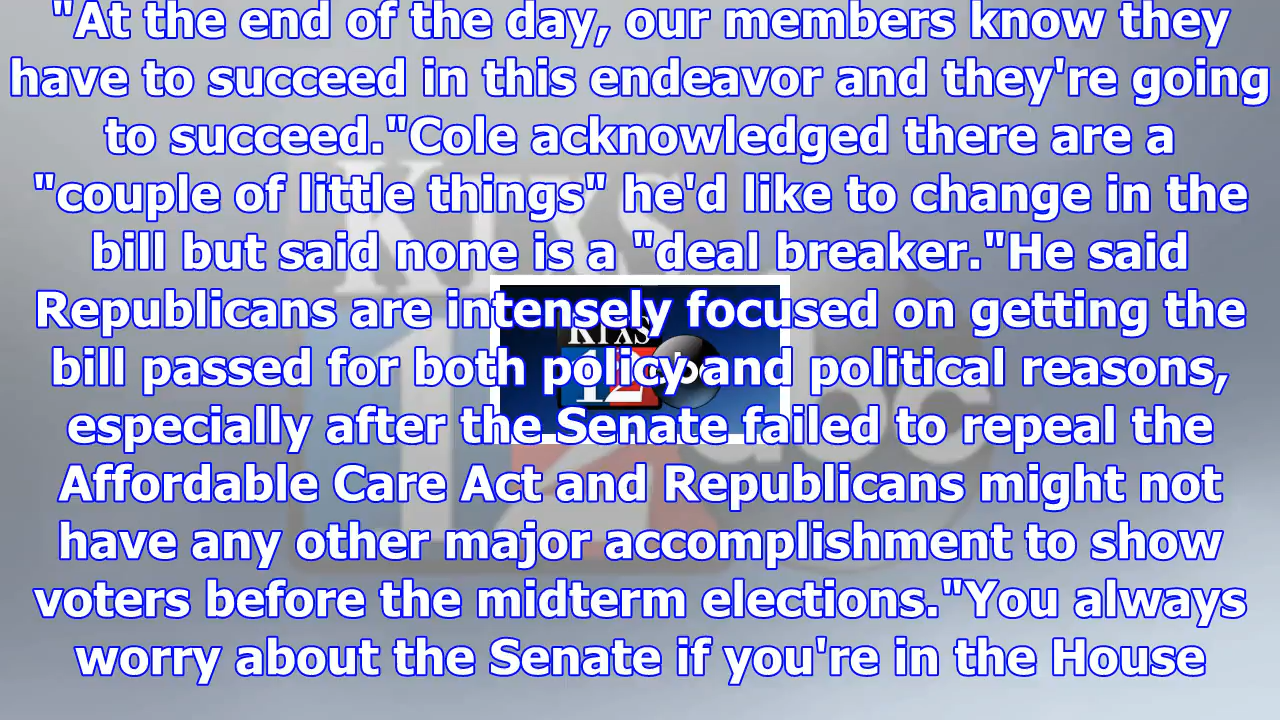 "At the end of the day, our members know they
have to succeed in this endeavor and they're going
to succeed."Cole acknowledged there are a
"couple of little things" he'd like to change in the
bill but said none is a "deal breaker."He said
Republicans are intensely focused on getting the
bill passed for both policy and political reasons,
especially after the Senate failed to repeal the
Affordable Care Act and Republicans might not
have any other major accomplishment to show
voters before the midterm elections."You always
worry about the Senate if you're in the House
KTXS
12
abc